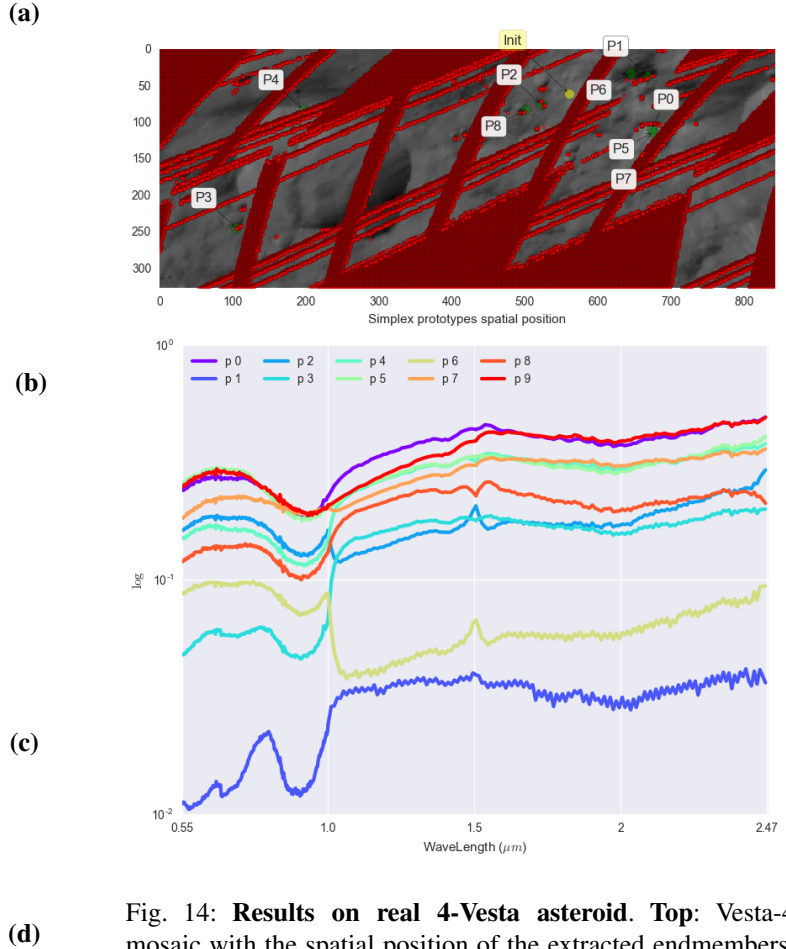 (a)
Init
P1
0
50
100
150
200
250
300
P4
P2
P6
P0
P8
P5
P3
P7
0 100 200 300 400 500 600 700 800
Simplex prototypes spatial position
(b)
10^0
p 0 p 2 p 4 p 6 p 8
p 1 p 3 p 5 p 7 p 9
log
10^-1
(c)
10^-2
0.55 1.0 1.5 2 2.47
WaveLength (μm)
(d)
Fig. 14: Results on real 4-Vesta asteroid. Top: Vesta-4
mosaic with the spatial position of the extracted endmembers